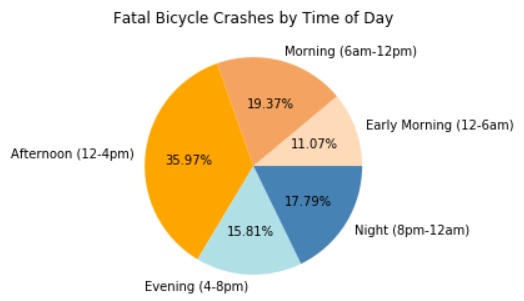 Fatal Bicycle Crashes by Time of Day
Morning (6am-12pm)
19.37%
Early Morning (12-6am)
11.07%
Afternoon (12-4pm)
35.97%
17.79%
Night (8pm-12am)
15.81%
Evening (4-8pm)